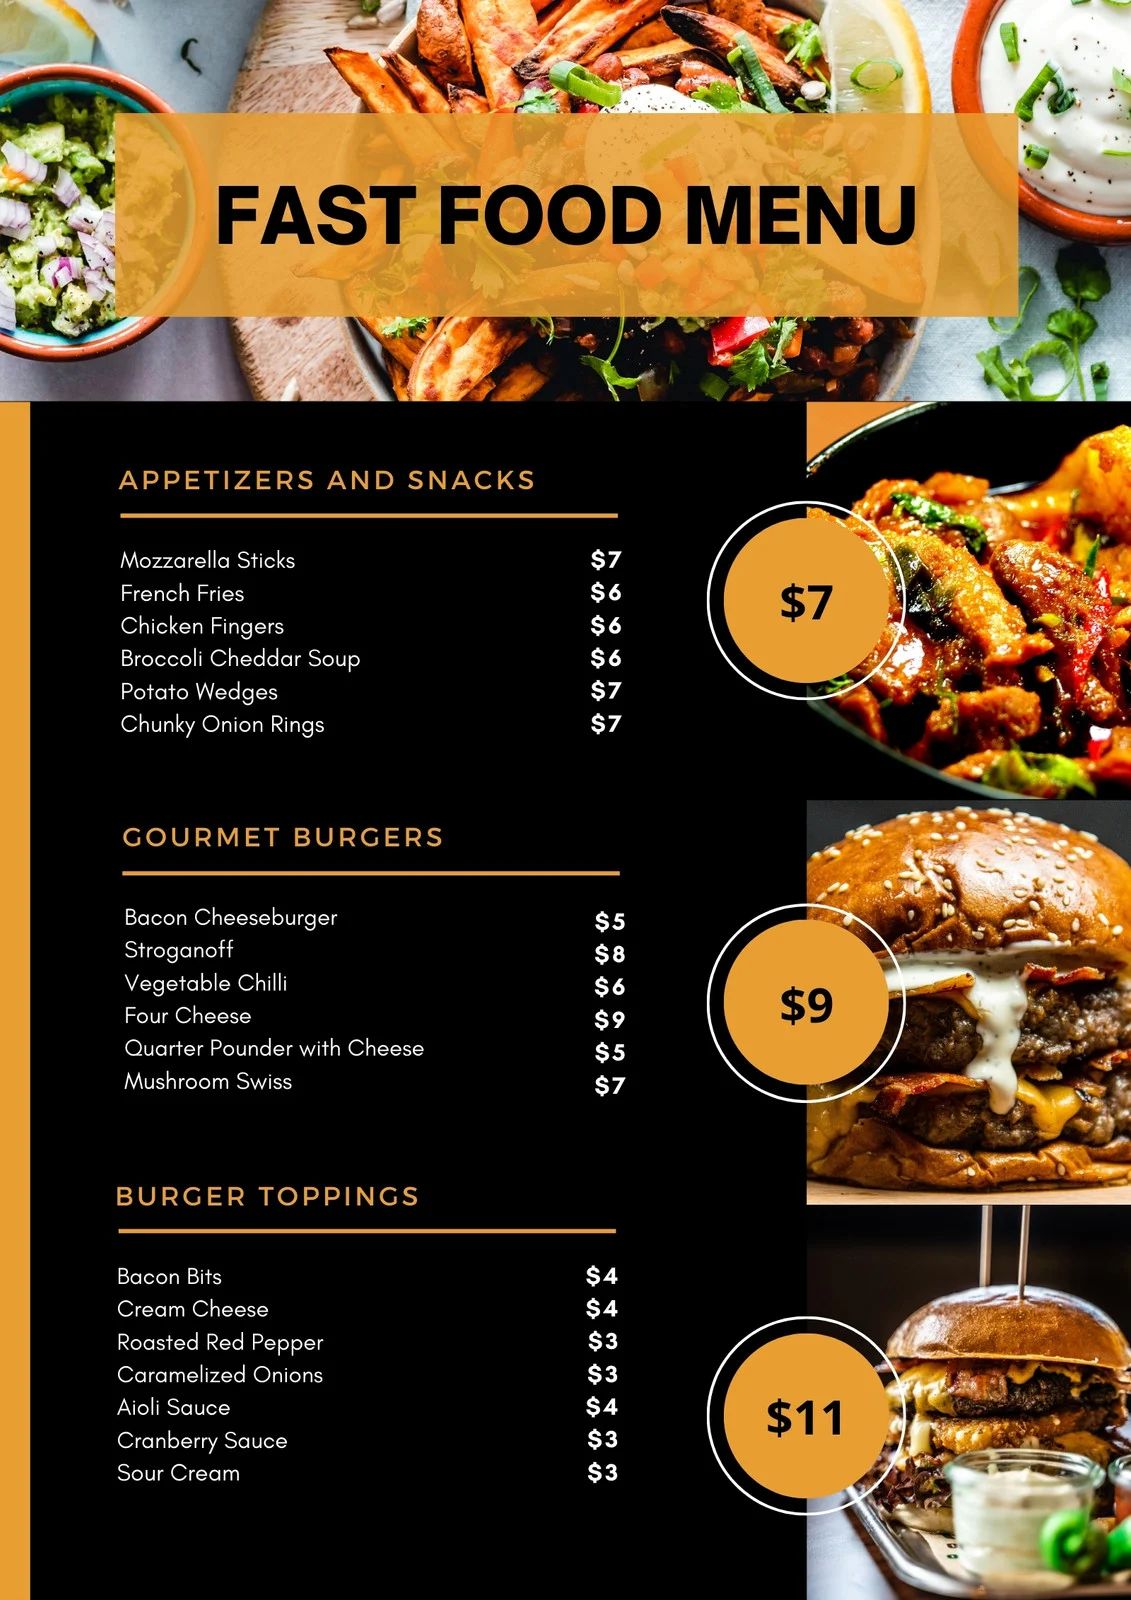 FAST FOOD MENU
APPETIZERS AND SNACKS
Mozzarella Sticks $7
French Fries $6
Chicken Fingers $6
Broccoli Cheddar Soup $6
Potato Wedges $7
Chunky Onion Rings $7
$7
GOURMET BURGERS
Bacon Cheeseburger $5
Stroganoff $8
Vegetable Chilli $6
Four Cheese $9
Quarter Pounder with Cheese $5
Mushroom Swiss $7
$9
BURGER TOPPINGS
Bacon Bits $4
Cream Cheese $4
Roasted Red Pepper $3
Caramelized Onions $3
Aioli Sauce $4
Cranberry Sauce $3
Sour Cream $3
$11